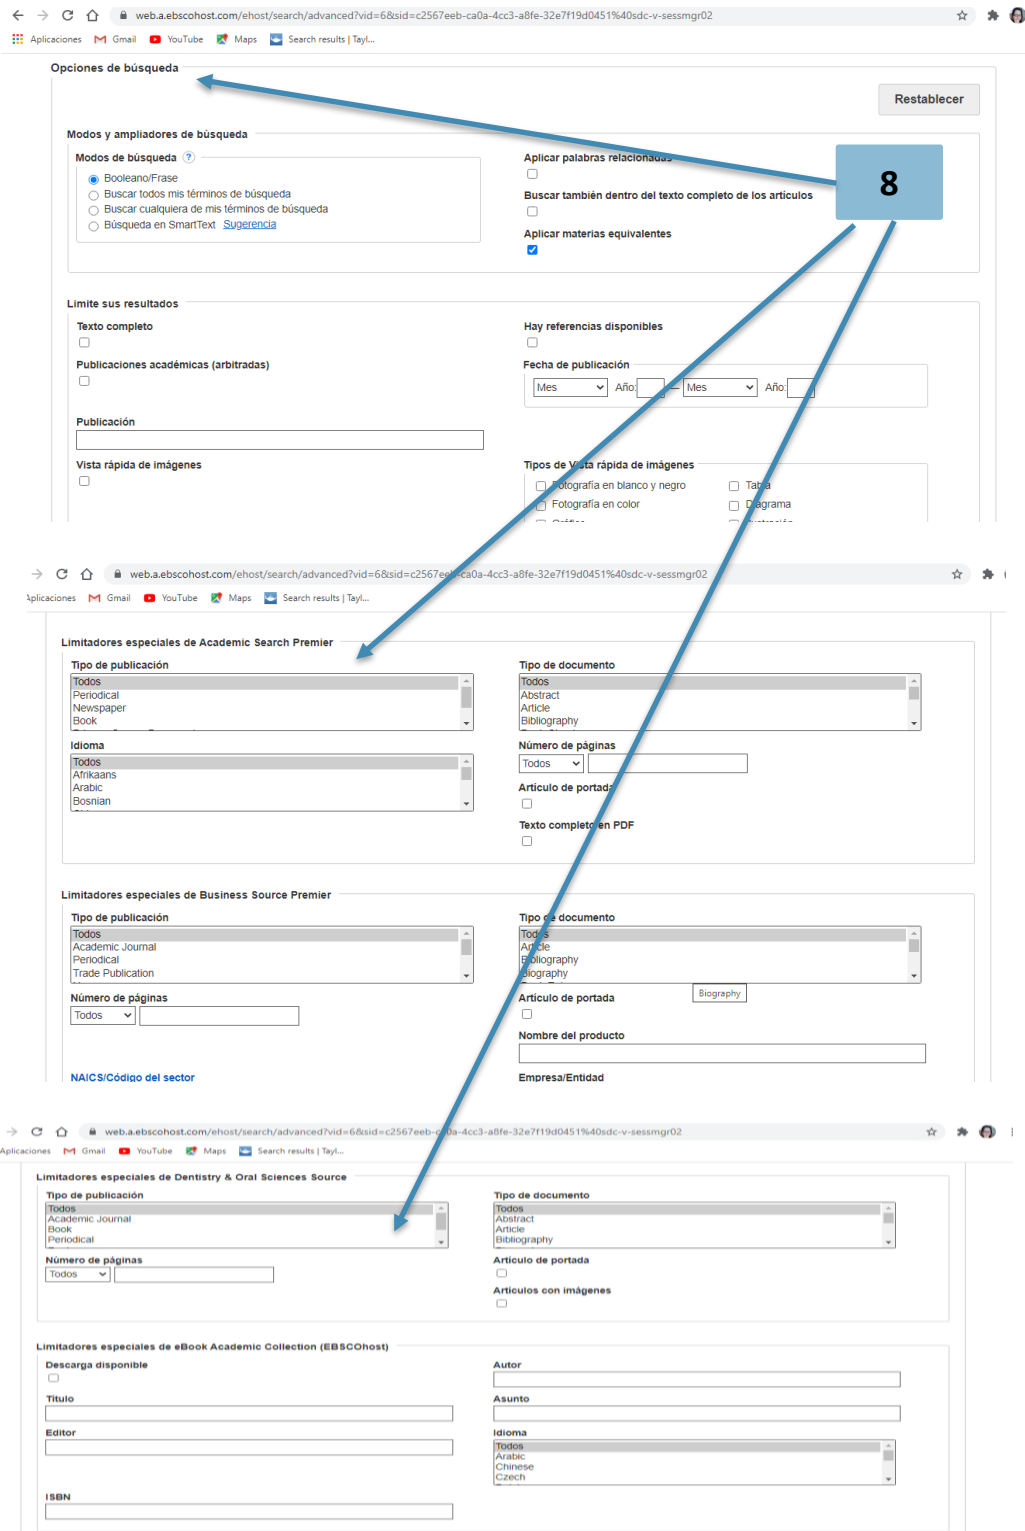 web.a.ebscohost.com/ehost/search/advanced?vid=6&sid=c2567eeb-ca0a-4cc3-a8fe-32e7f19d0451%40sdc-v-sessmgr02
Aplicaciones Gmail YouTube Maps Search results | Tayl...
Opciones de búsqueda
Restablecer
Modos y ampliadores de búsqueda
Modos de búsqueda ?
Booleano/Frase
Buscar todos mis términos de búsqueda
Buscar cualquiera de mis términos de búsqueda
Búsqueda en SmartText Sugerencia
Aplicar palabras relacionadas
Buscar también dentro del texto completo de los artículos
Aplicar materias equivalentes
8
Limite sus resultados
Texto completo
Hay referencias disponibles
Publicaciones académicas (arbitradas)
Fecha de publicación
Mes Año: — Mes Año:
Publicación
Vista rápida de imágenes
Tipos de Vista rápida de imágenes
Fotografía en blanco y negro Tabla
Fotografía en color Diagrama
Gráfico Ilustración
web.a.ebscohost.com/ehost/search/advanced?vid=6&sid=c2567eeb-ca0a-4cc3-a8fe-32e7f19d0451%40sdc-v-sessmgr02
Aplicaciones Gmail YouTube Maps Search results | Tayl...
Limitadores especiales de Academic Search Premier
Tipo de publicación
Todos
Periodical
Newspaper
Book
Tipo de documento
Todos
Abstract
Article
Bibliography
Idioma
Todos
Afrikaans
Arabic
Bosnian
Número de páginas
Todos
Artículo de portada
Texto completo en PDF
Limitadores especiales de Business Source Premier
Tipo de publicación
Todos
Academic Journal
Periodical
Trade Publication
Tipo de documento
Todos
Article
Bibliography
Biography
Número de páginas
Todos
Artículo de portada
Biography
Nombre del producto
NAICS/Código del sector
Empresa/Entidad
web.a.ebscohost.com/ehost/search/advanced?vid=6&sid=c2567eeb-ca0a-4cc3-a8fe-32e7f19d0451%40sdc-v-sessmgr02
Aplicaciones Gmail YouTube Maps Search results | Tayl...
Limitadores especiales de Dentistry & Oral Sciences Source
Tipo de publicación
Todos
Academic Journal
Book
Periodical
Tipo de documento
Todos
Abstract
Article
Bibliography
Número de páginas
Todos
Artículo de portada
Artículos con imágenes
Limitadores especiales de eBook Academic Collection (EBSCOhost)
Descarga disponible
Autor
Título
Asunto
Editor
Idioma
Todos
Arabic
Chinese
Czech
ISBN